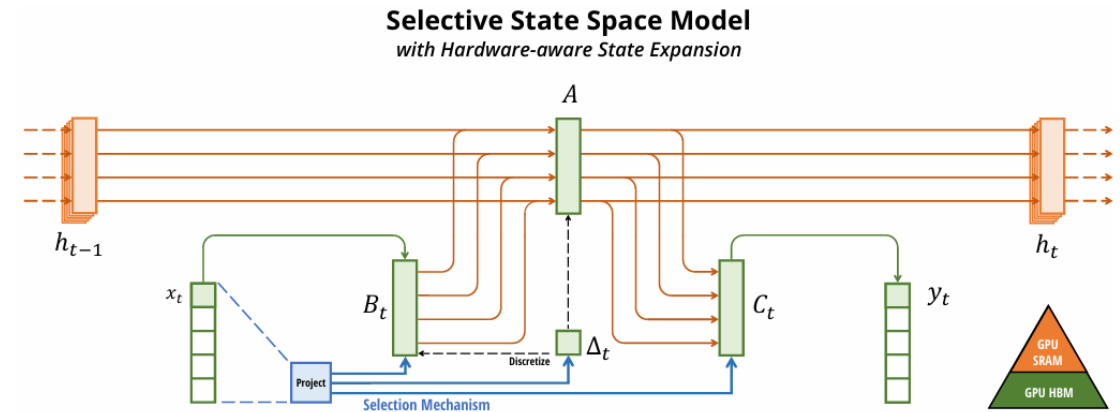 Selective State Space Model
with Hardware-aware State Expansion
A
h_{t-1}
h_t
x_t
B_t
C_t
y_t
Δ_t
Discretize
Project
Selection Mechanism
GPU
SRAM
GPU HBM